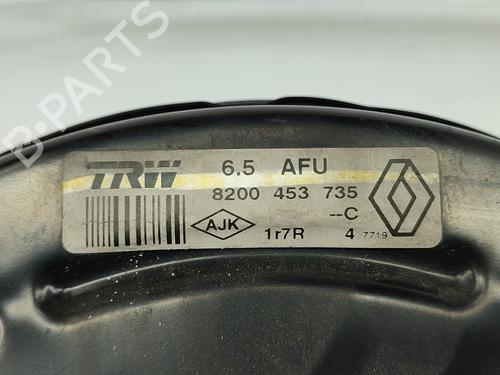 TRW 6.5 AFU
8200 453 735
--C
AJK 1r7R 4 7719
B-PARTS